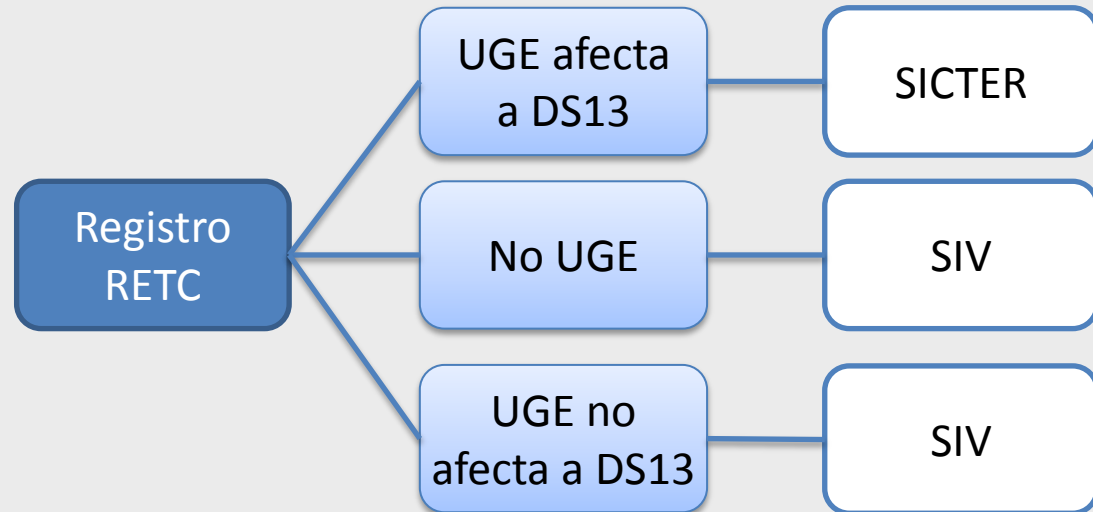 Registro
RETC
UGE afecta
a DS13
SICTER
No UGE
SIV
UGE no
afecta a DS13
SIV